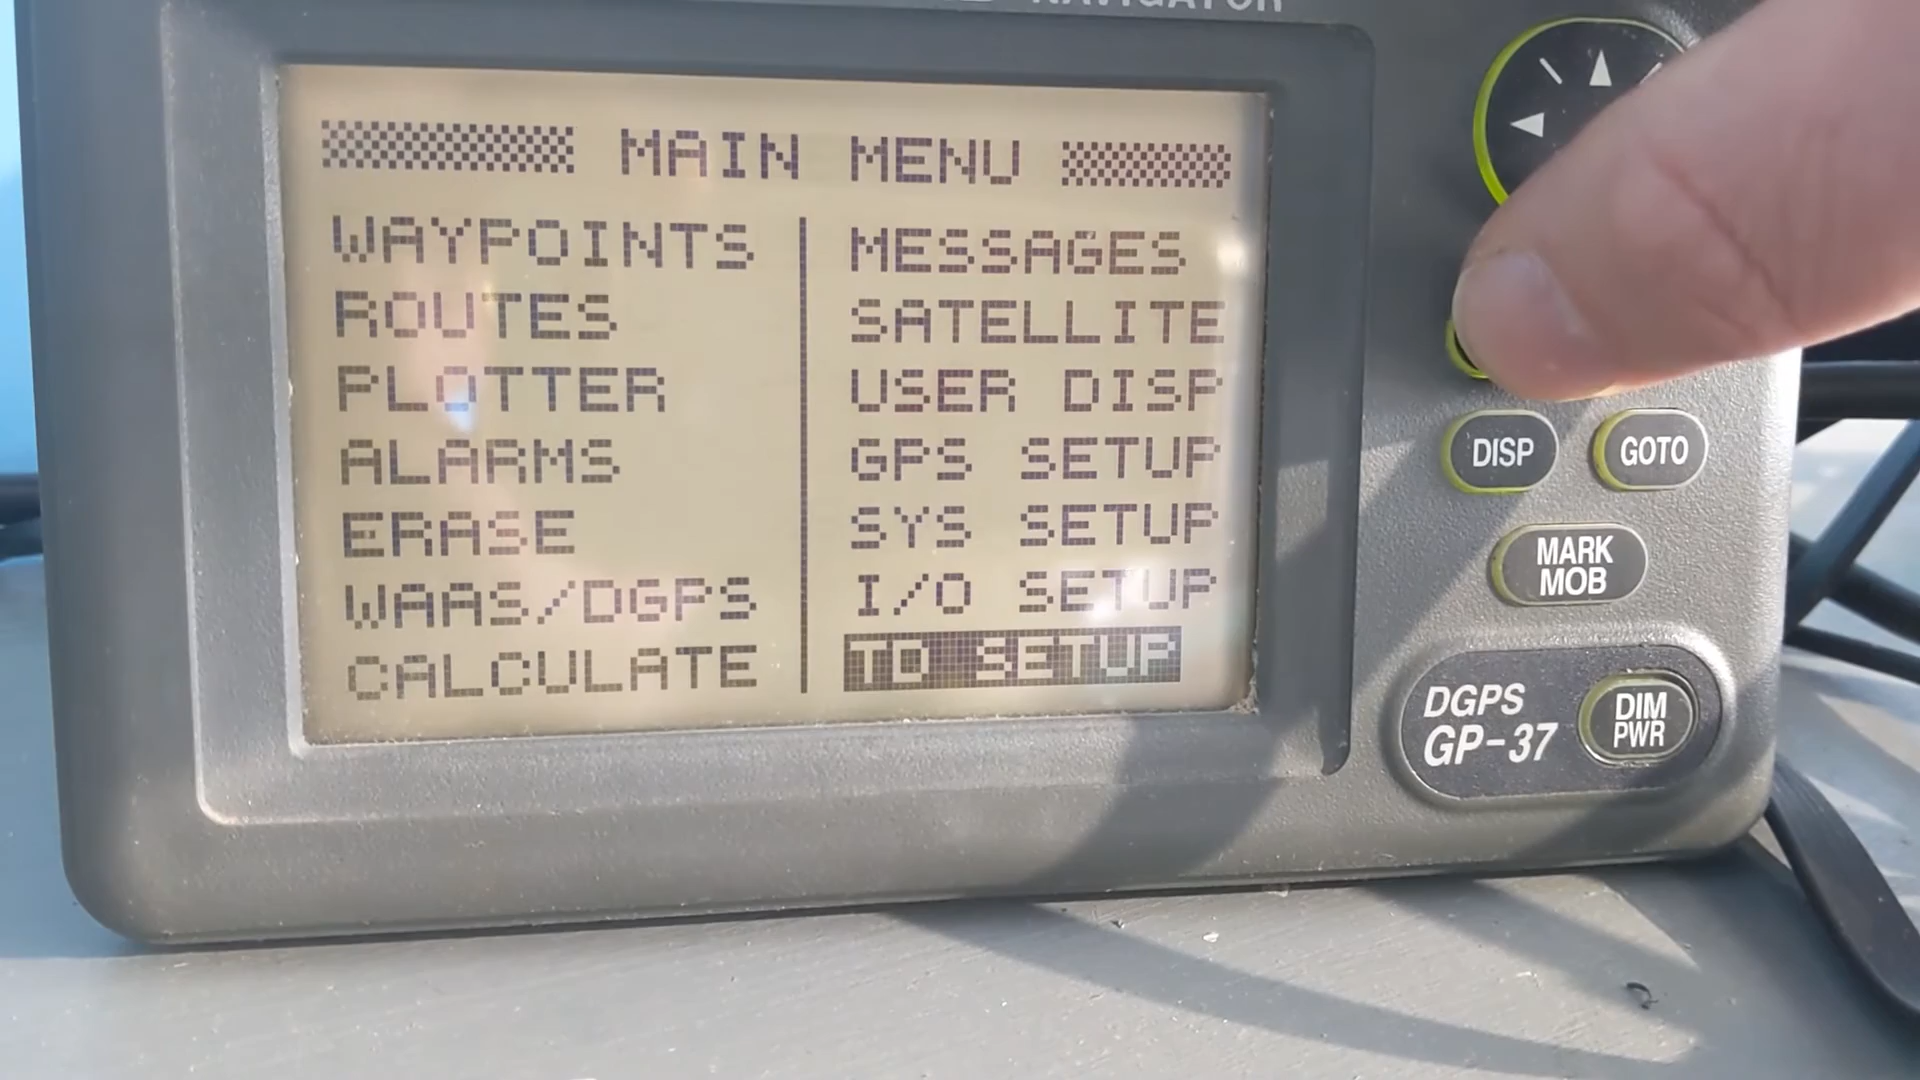 NAVIGATOR
MAIN MENU
WAYPOINTS
ROUTES
PLOTTER
ALARMS
ERASE
WAAS/DGPS
CALCULATE
MESSAGES
SATELLITE
USER DISP
GPS SETUP
SYS SETUP
I/O SETUP
TD SETUP
DISP
GOTO
MARK
MOB
DGPS
GP-37
DIM
PWR